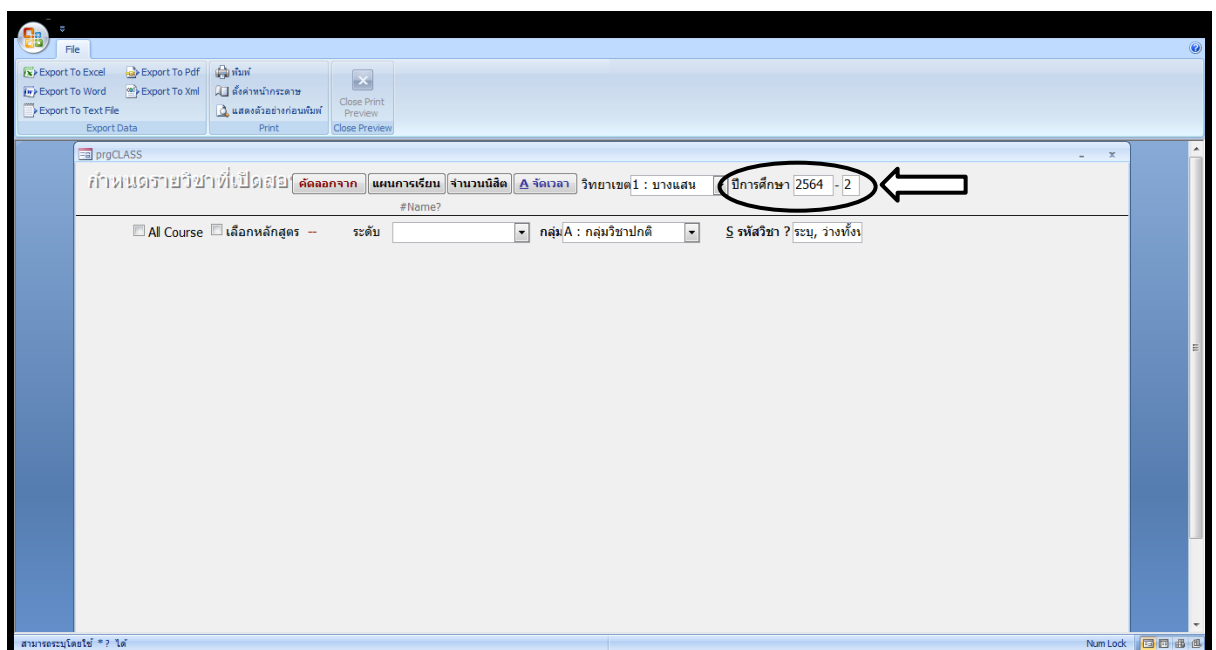 File
Export To Excel Export To Pdf พิมพ์
Export To Word Export To Xml ตั้งค่าหน้ากระดาษ
Export To Text File แสดงตัวอย่างก่อนพิมพ์
Close Print Preview
Export Data Print Close Preview
prgCLASS
กำหนดรายวิชาที่เปิดสอ คัดลอกจาก แผนการเรียน จำนวนนิสิต A จัดเวลา วิทยาเขต 1 : บางแสน ปีการศึกษา 2564 - 2
#Name?
All Course เลือกหลักสูตร -- ระดับ กลุ่ม A : กลุ่มวิชาปกติ S รหัสวิชา ? ระบุ, ว่างทั้งห
สามารถระบุโดยใช้ * ? ได้ Num Lock